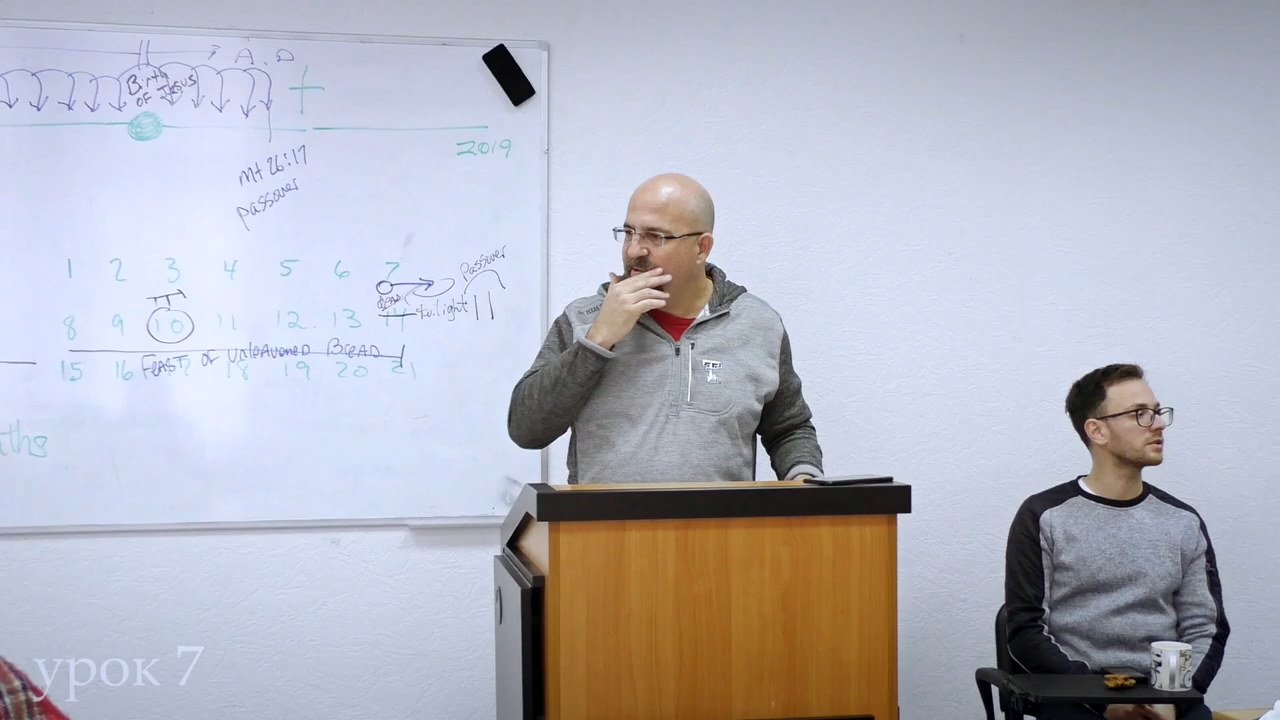 A.D
Birth
of Jesus
2019
mt 26:17
passover
1 2 3 4 5 6 7
Passover
twilight
8 9 10 11 12 13 14
Feast of unleavened Bread
15 16 17 18 19 20 21
урок 7